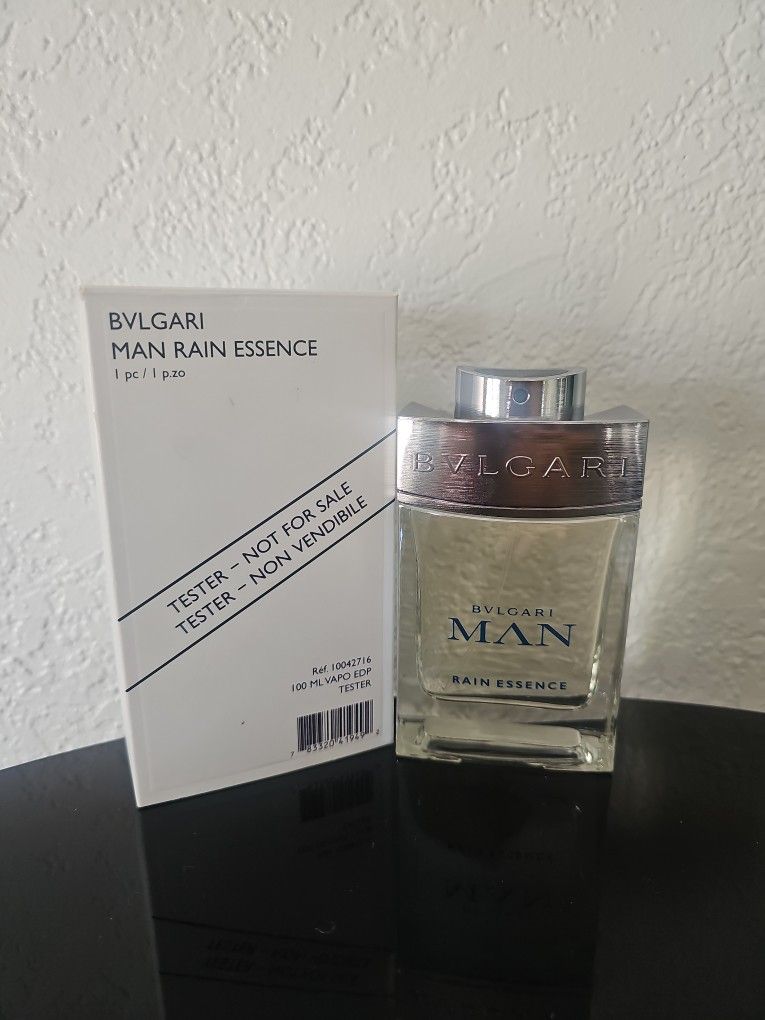 BVLGARI
MAN RAIN ESSENCE
1 pc / 1 p.zo
TESTER – NOT FOR SALE
TESTER – NON VENDIBILE
Réf. 10042716
100 ML VAPO EDP
TESTER
BVLGARI
BVLGARI
MΛN
RAIN ESSENCE